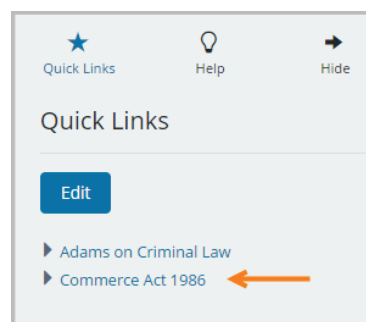 Quick Links Help Hide
Quick Links
Edit
Adams on Criminal Law
Commerce Act 1986